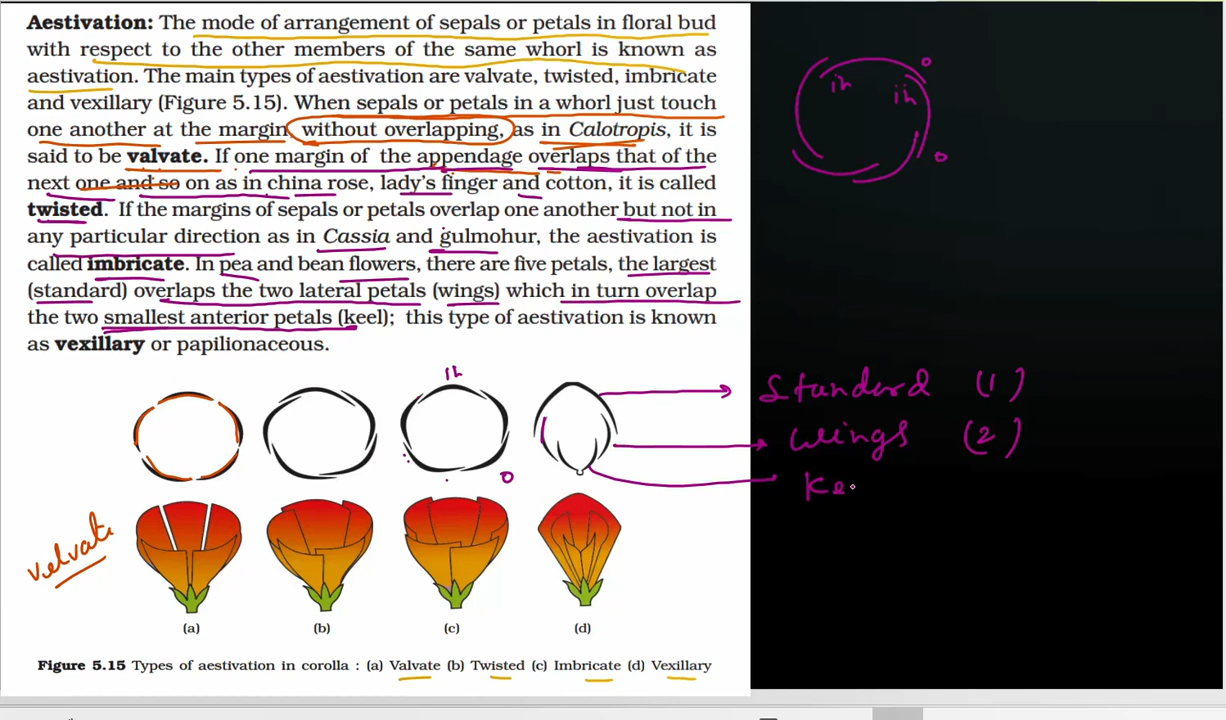 Aestivation: The mode of arrangement of sepals or petals in floral bud
with respect to the other members of the same whorl is known as
aestivation. The main types of aestivation are valvate, twisted, imbricate
and vexillary (Figure 5.15). When sepals or petals in a whorl just touch
one another at the margin, without overlapping, as in Calotropis, it is
said to be valvate. If one margin of the appendage overlaps that of the
next one and so on as in china rose, lady's finger and cotton, it is called
twisted. If the margins of sepals or petals overlap one another but not in
any particular direction as in Cassia and gulmohur, the aestivation is
called imbricate. In pea and bean flowers, there are five petals, the largest
(standard) overlaps the two lateral petals (wings) which in turn overlap
the two smallest anterior petals (keel); this type of aestivation is known
as vexillary or papilionaceous.
o
ih ih
o
ih
Standerd (1)
wings (2)
o
Ke
velvate
(a) (b) (c) (d)
Figure 5.15 Types of aestivation in corolla : (a) Valvate (b) Twisted (c) Imbricate (d) Vexillary